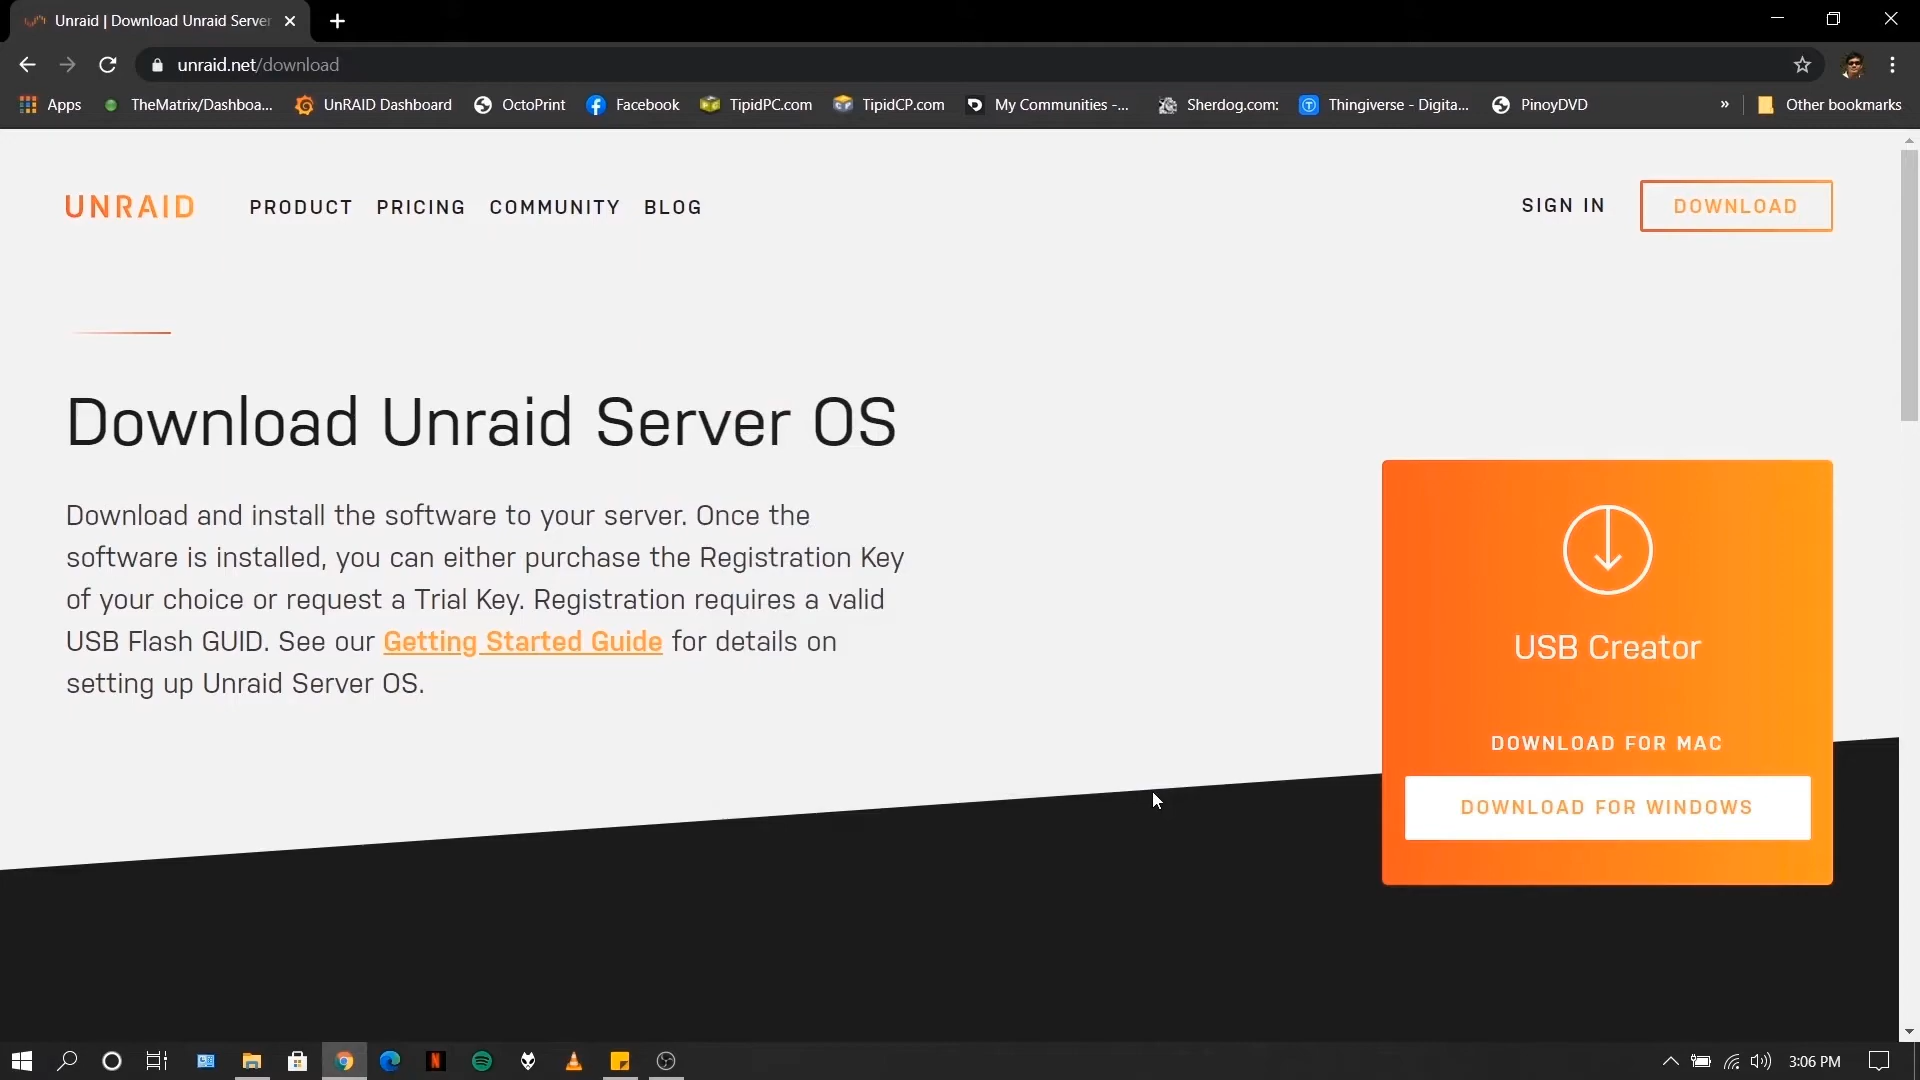 Unraid | Download Unraid Server
unraid.net/download
Apps TheMatrix/Dashboa... UnRAID Dashboard OctoPrint Facebook TipidPC.com TipidCP.com My Communities -... Sherdog.com: Thingiverse - Digita... PinoyDVD » Other bookmarks
UNRAID PRODUCT PRICING COMMUNITY BLOG SIGN IN DOWNLOAD
Download Unraid Server OS
Download and install the software to your server. Once the
software is installed, you can either purchase the Registration Key
of your choice or request a Trial Key. Registration requires a valid
USB Flash GUID. See our Getting Started Guide for details on
setting up Unraid Server OS.
USB Creator
DOWNLOAD FOR MAC
DOWNLOAD FOR WINDOWS
3:06 PM